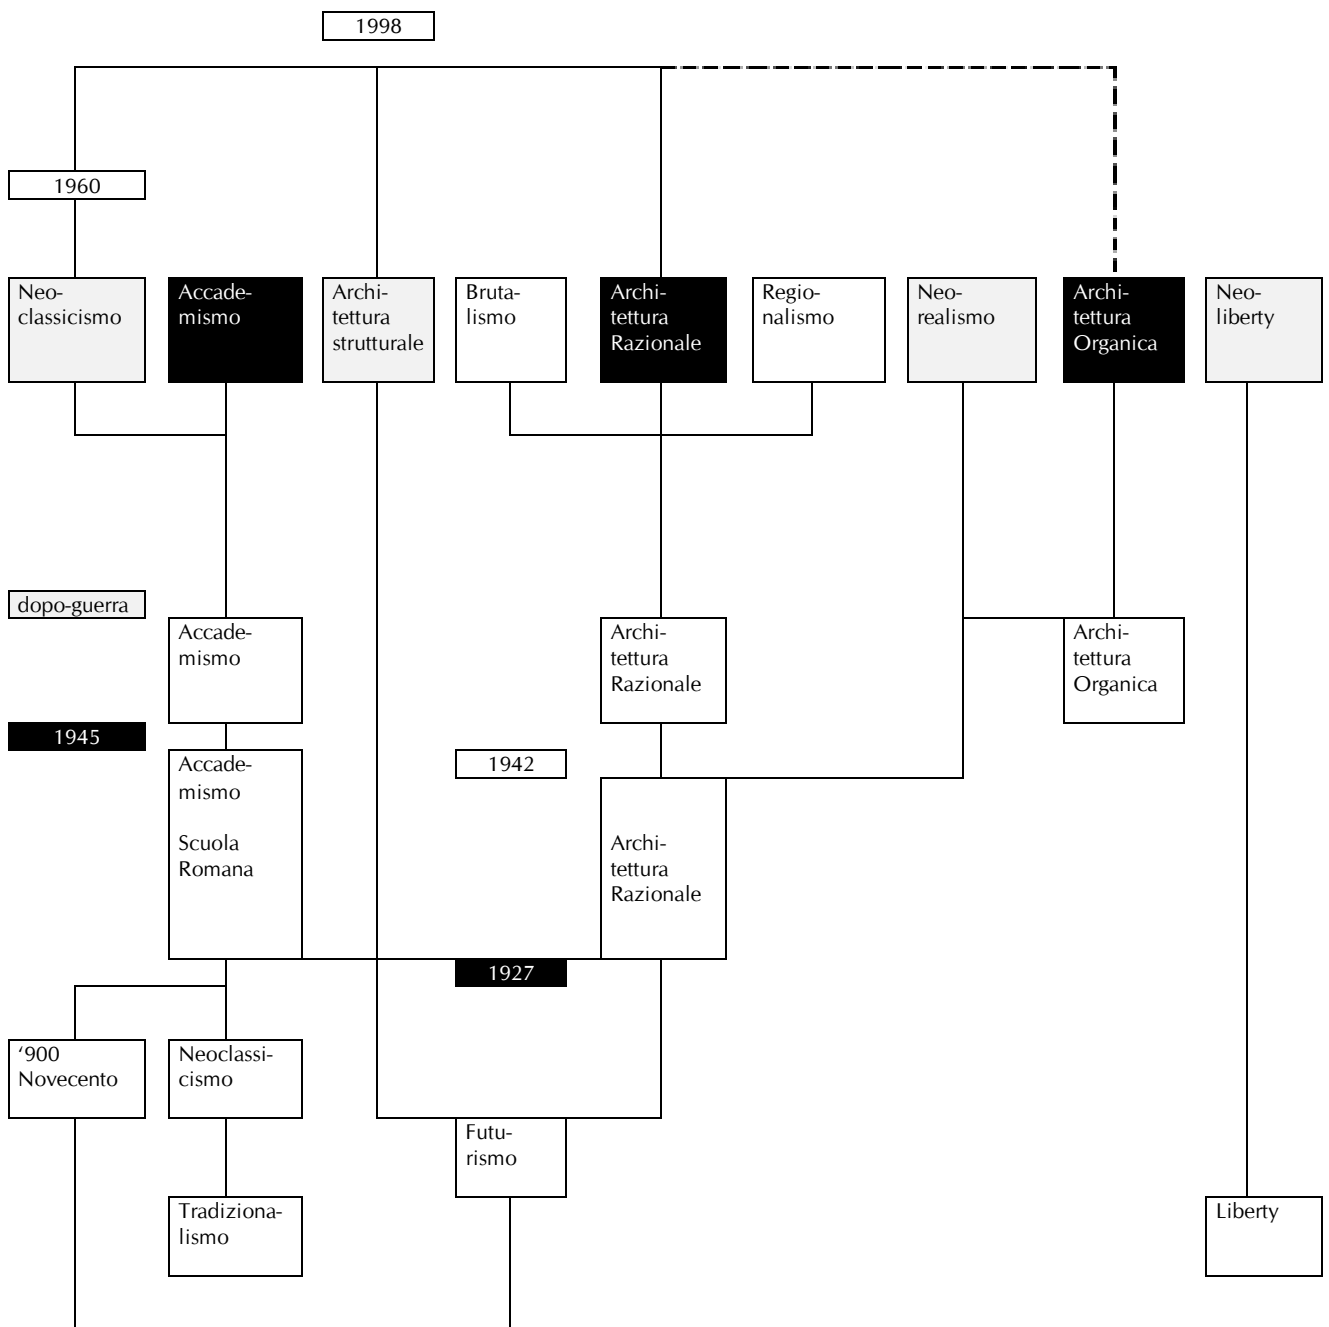 1998
1960
Neo-
classicismo
Accade-
mismo
Archi-
tettura
strutturale
Bruta-
lismo
Archi-
tettura
Razionale
Regio-
nalismo
Neo-
realismo
Archi-
tettura
Organica
Neo-
liberty
dopo-guerra
Accade-
mismo
Archi-
tettura
Razionale
Archi-
tettura
Organica
1945
Accade-
mismo
Scuola
Romana
1942
Archi-
tettura
Razionale
1927
‘900
Novecento
Neoclassi-
cismo
Futu-
rismo
Tradiziona-
lismo
Liberty